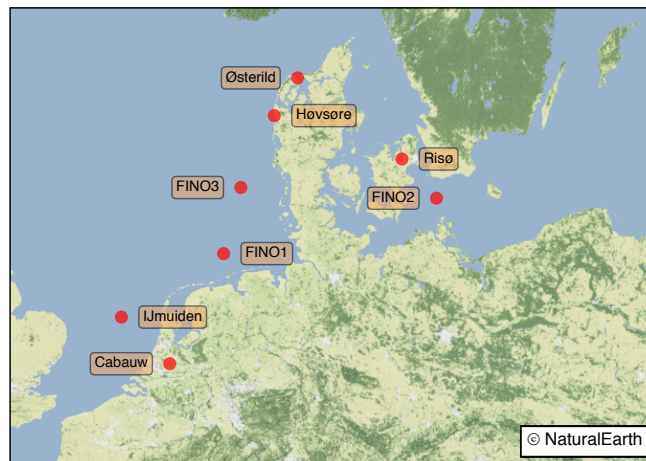 Østerild
Høvsøre
Risø
FINO3
FINO2
FINO1
IJmuiden
Cabauw
© NaturalEarth